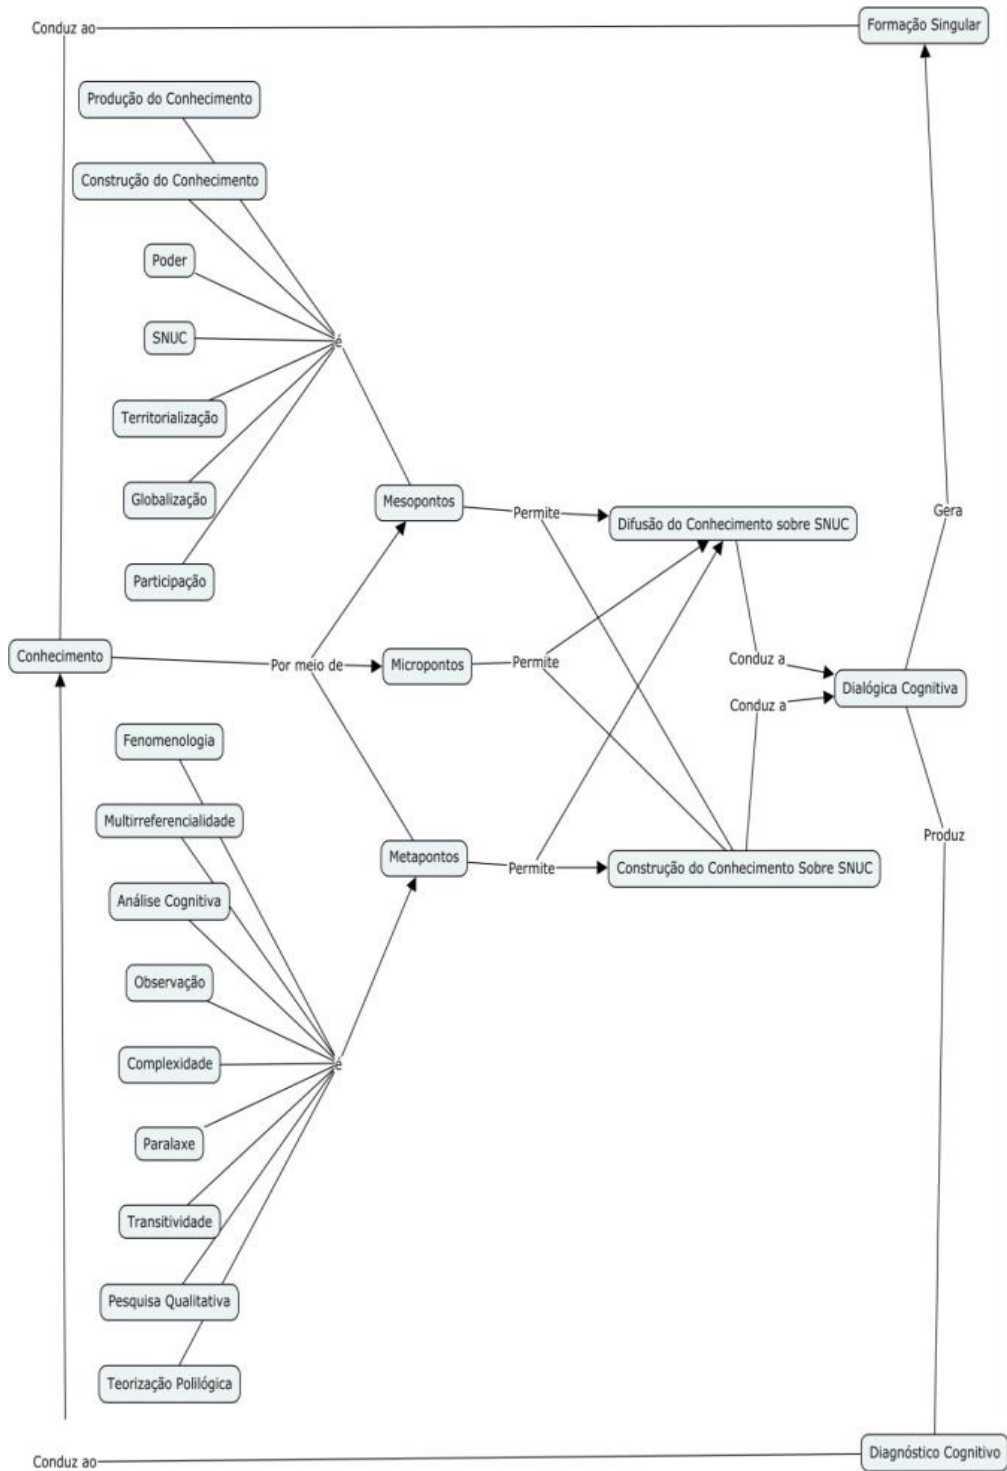 Conduz ao
Formação Singular
Produção do Conhecimento
Construção do Conhecimento
Poder
SNUC
é
Territorialização
Globalização
Mesopontos
Permite
Difusão do Conhecimento sobre SNUC
Gera
Participação
Conhecimento
Por meio de
Micropontos
Permite
Conduz a
Dialógica Cognitiva
Conduz a
Fenomenologia
Multirreferencialidade
Produz
Metapontos
Permite
Construção do Conhecimento Sobre SNUC
Análise Cognitiva
Observação
Complexidade
é
Paralaxe
Transitividade
Pesquisa Qualitativa
Teorização Polilógica
Conduz ao
Diagnóstico Cognitivo